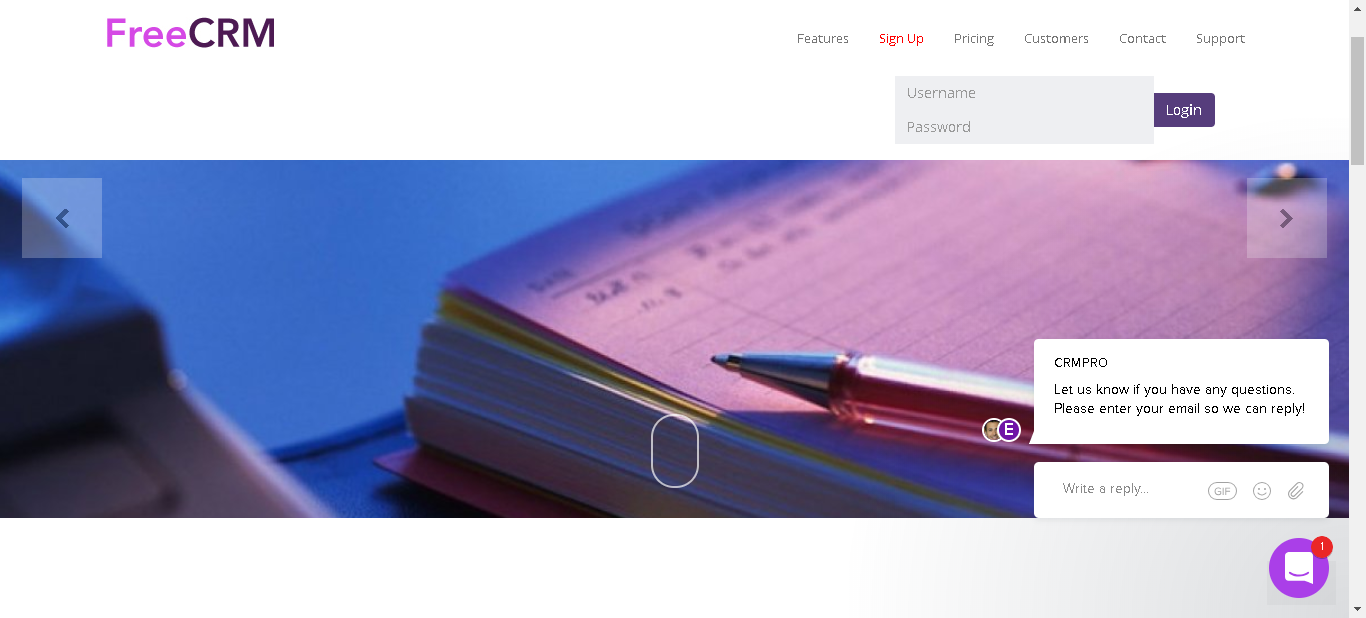 FreeCRM
Features Sign Up Pricing Customers Contact Support
Username
Password
Login
CRMPRO
Let us know if you have any questions.
Please enter your email so we can reply!
E
Write a reply...
GIF
1